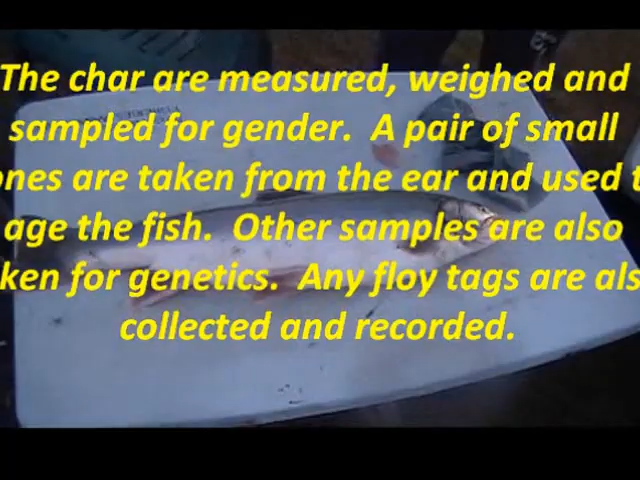 The char are measured, weighed and
sampled for gender. A pair of small
ones are taken from the ear and used t
age the fish. Other samples are also
ken for genetics. Any floy tags are als
collected and recorded.